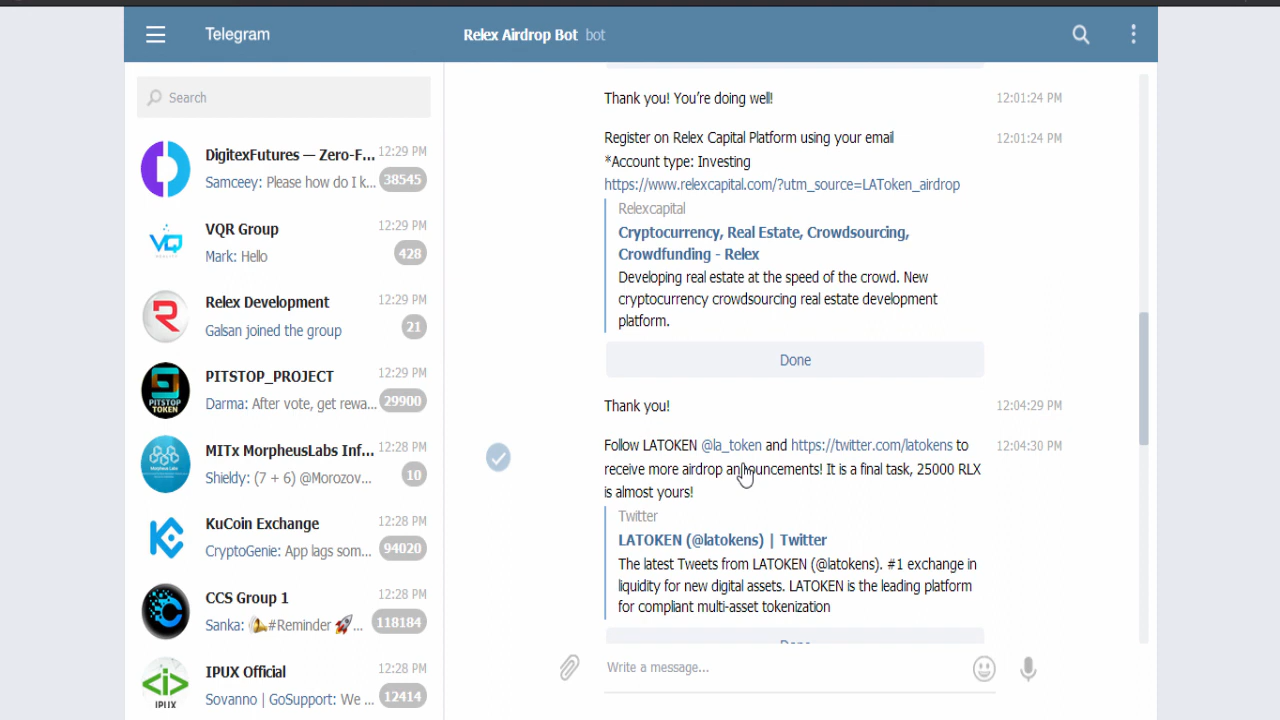 Telegram
Relex Airdrop Bot bot
Search
DigitexFutures — Zero-F... 12:29 PM
Samceey: Please how do I k... 38545
VQR Group 12:29 PM
Mark: Hello 428
Relex Development 12:29 PM
Galsan joined the group 21
PITSTOP_PROJECT 12:29 PM
Darma: After vote, get rewa... 29900
MITx MorpheusLabs Inf... 12:28 PM
Shieldy: (7 + 6) @Morozov... 10
KuCoin Exchange 12:28 PM
CryptoGenie: App lags som... 94020
CCS Group 1 12:28 PM
Sanka: 📣#Reminder 🚀... 118184
IPUX Official 12:28 PM
Sovanno | GoSupport: We ... 12414
VQ
PITSTOP
TOKEN
Morpheus Labs
IPUX
Thank you! You're doing well! 12:01:24 PM
Register on Relex Capital Platform using your email 12:01:24 PM
*Account type: Investing
https://www.relexcapital.com/?utm_source=LAToken_airdrop
Relexcapital
Cryptocurrency, Real Estate, Crowdsourcing,
Crowdfunding - Relex
Developing real estate at the speed of the crowd. New
cryptocurrency crowdsourcing real estate development
platform.
Done
Thank you! 12:04:29 PM
Follow LATOKEN @la_token and https://twitter.com/latokens to 12:04:30 PM
receive more airdrop announcements! It is a final task, 25000 RLX
is almost yours!
Twitter
LATOKEN (@latokens) | Twitter
The latest Tweets from LATOKEN (@latokens). #1 exchange in
liquidity for new digital assets. LATOKEN is the leading platform
for compliant multi-asset tokenization
Done
Write a message...